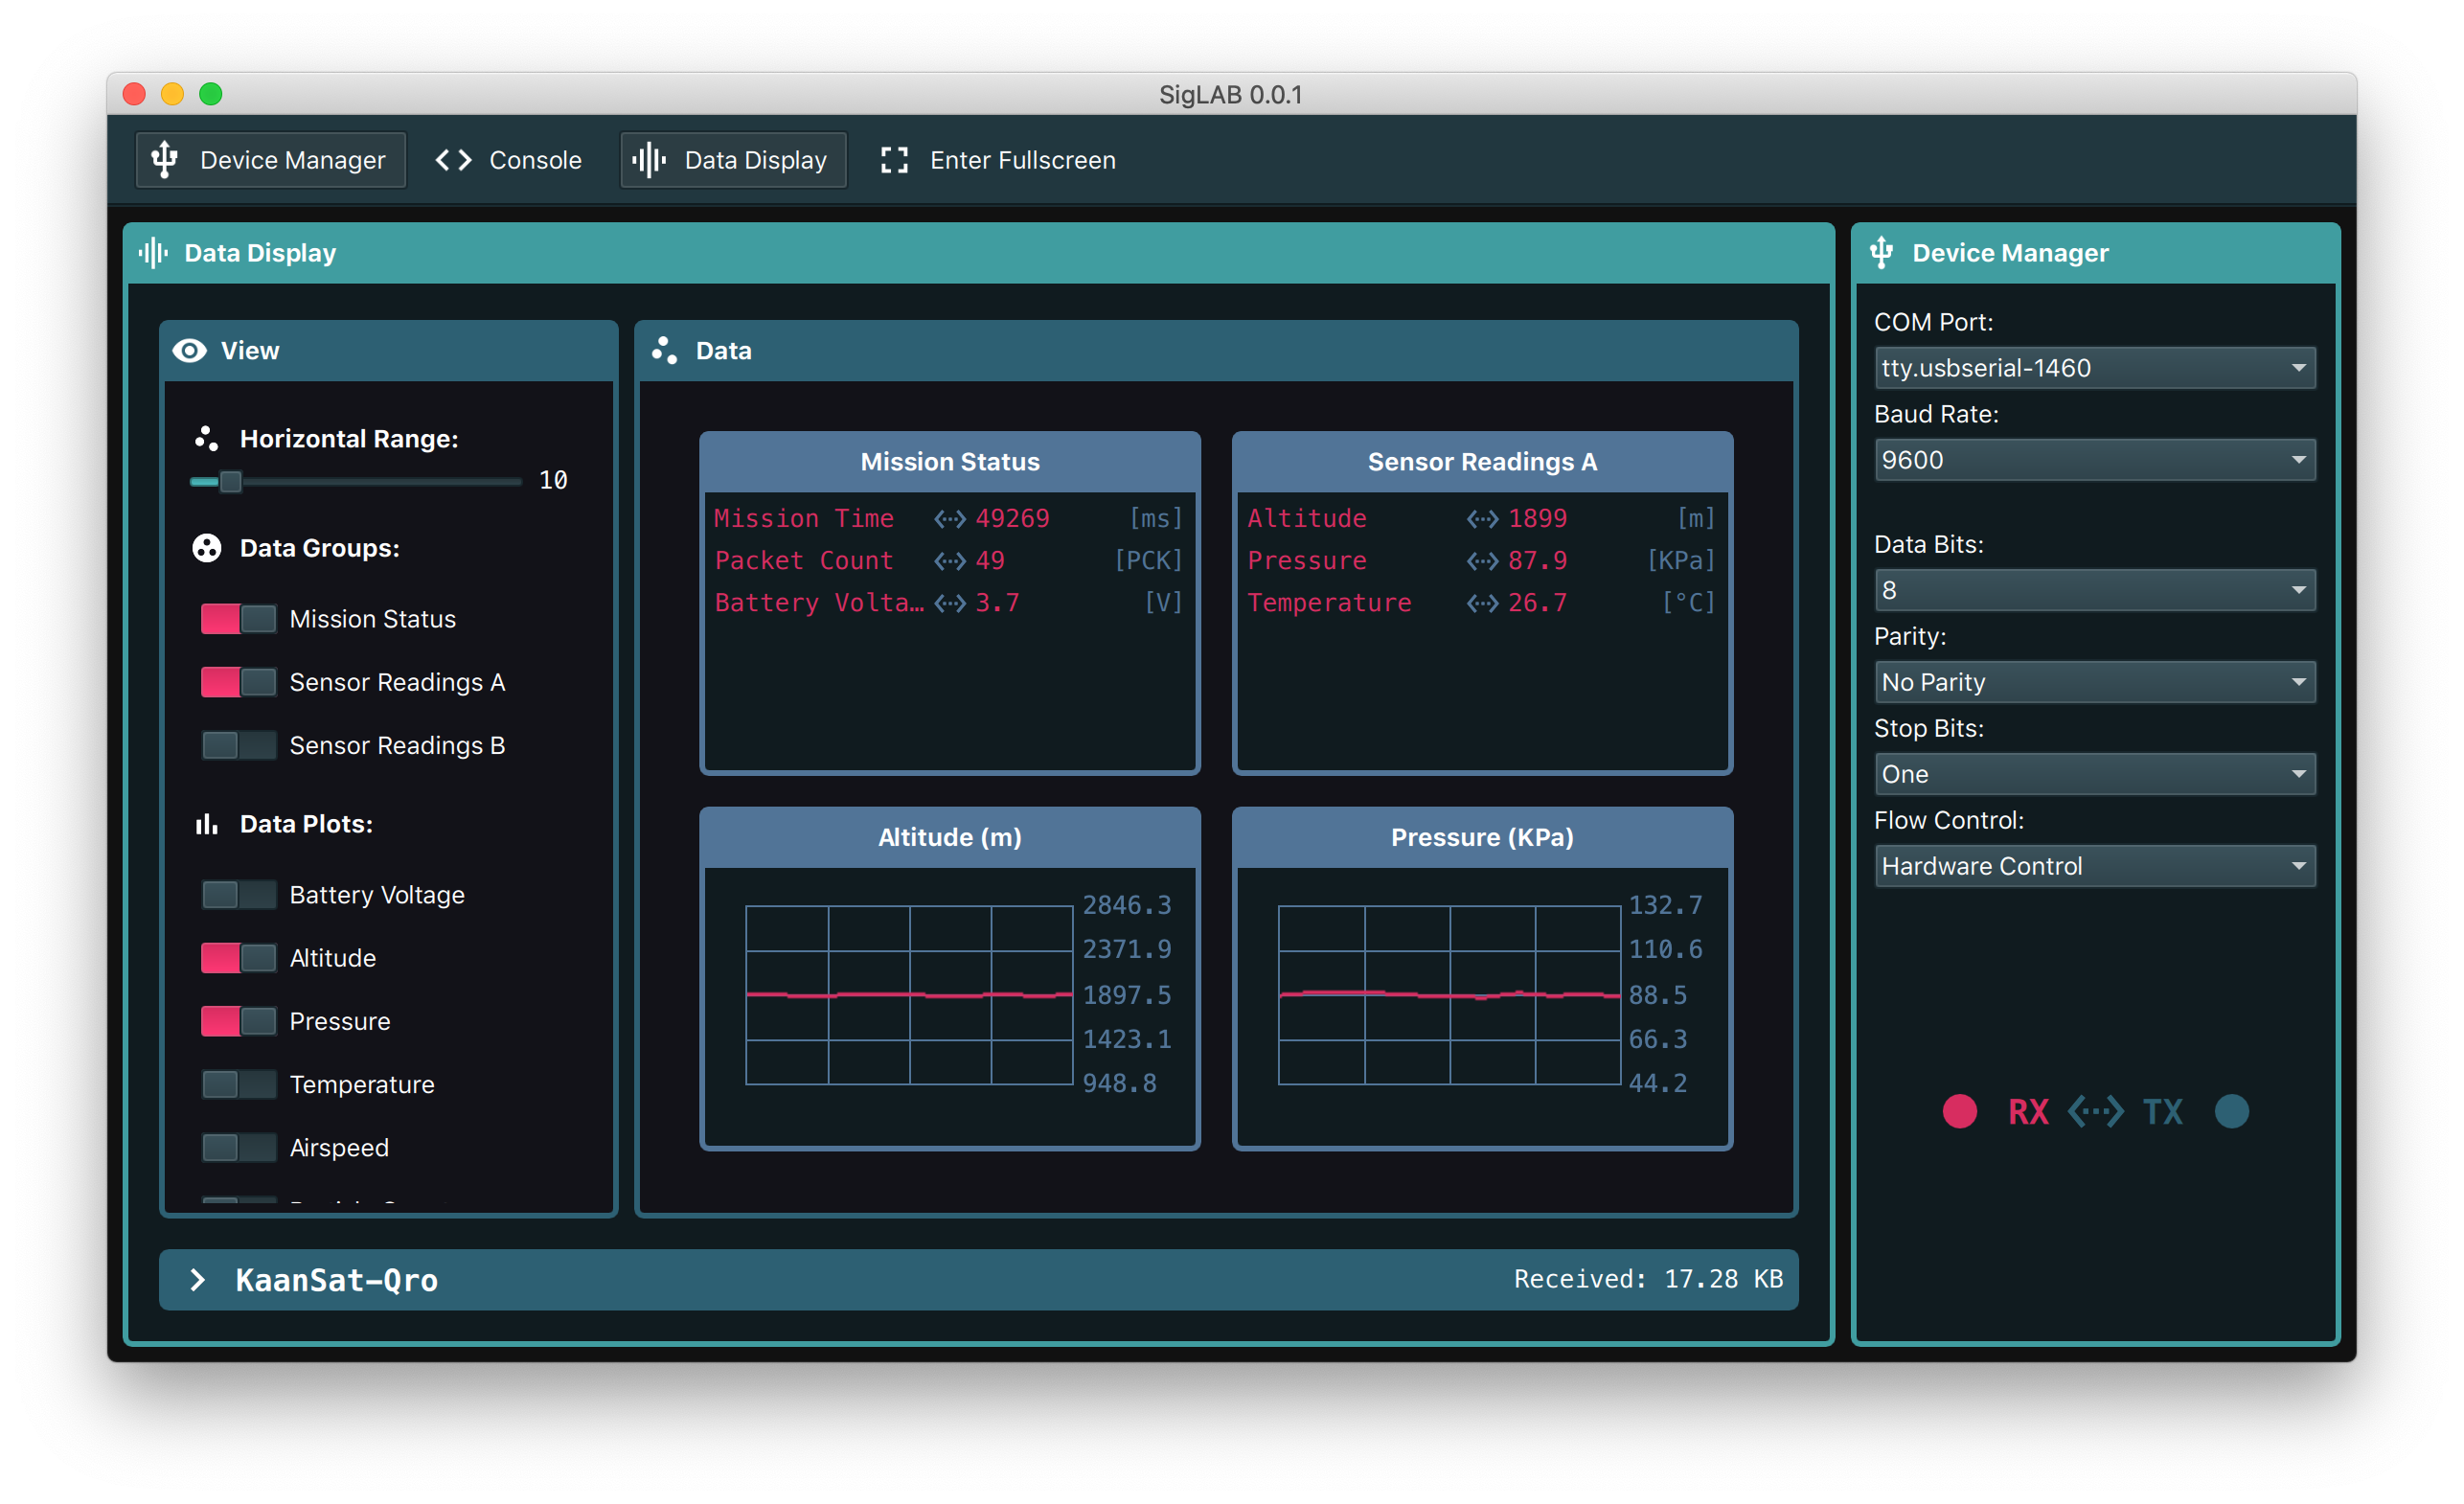 SigLAB 0.0.1
Device Manager
Console
Data Display
Enter Fullscreen
Data Display
View
Horizontal Range:
10
Data Groups:
Mission Status
Sensor Readings A
Sensor Readings B
Data Plots:
Battery Voltage
Altitude
Pressure
Temperature
Airspeed
Data
Mission Status
Mission Time 49269 [ms]
Packet Count 49 [PCK]
Battery Volta… 3.7 [V]
Sensor Readings A
Altitude 1899 [m]
Pressure 87.9 [KPa]
Temperature 26.7 [°C]
Altitude (m)
2846.3
2371.9
1897.5
1423.1
948.8
Pressure (KPa)
132.7
110.6
88.5
66.3
44.2
KaanSat-Qro
Received: 17.28 KB
Device Manager
COM Port:
tty.usbserial-1460
Baud Rate:
9600
Data Bits:
8
Parity:
No Parity
Stop Bits:
One
Flow Control:
Hardware Control
RX TX